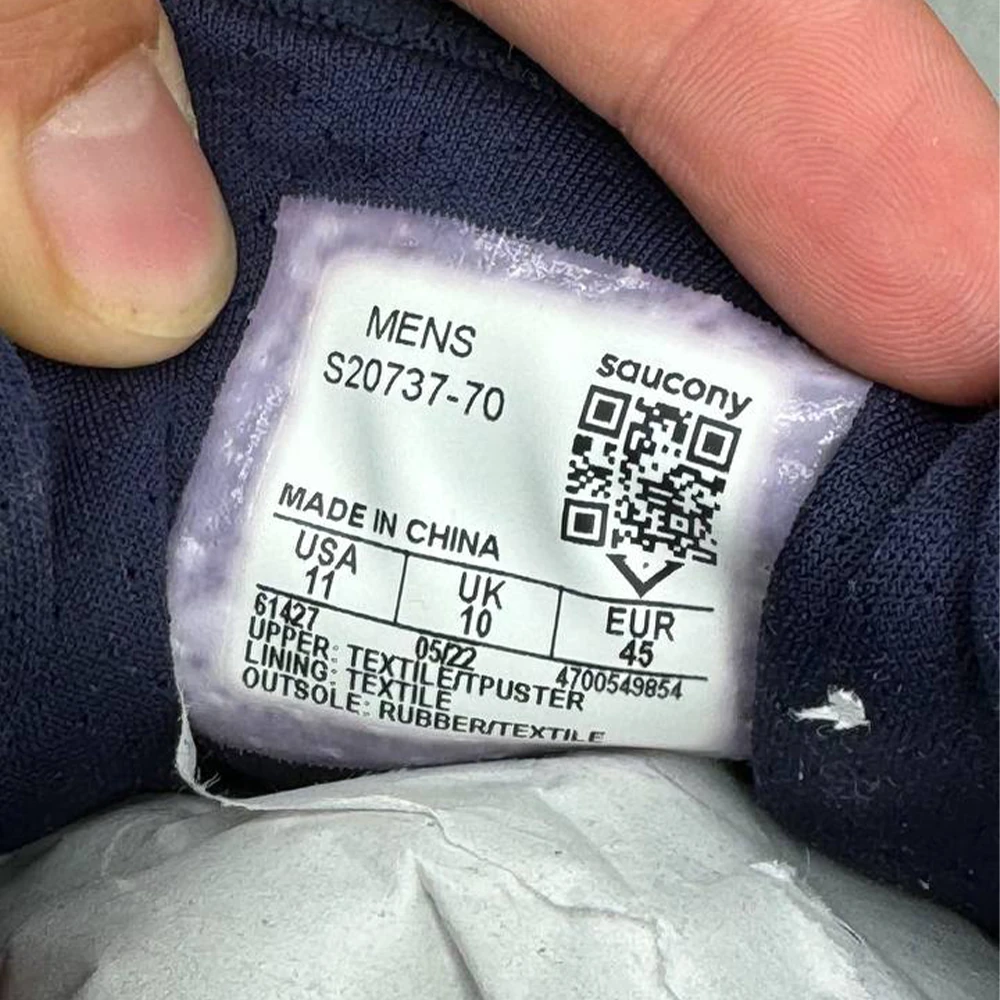 MENS
S20737-70
saucony
MADE IN CHINA
USA UK EUR
11 10 45
61427 05/22 4700549854
UPPER: TEXTILE/TPUSTER
LINING: TEXTILE
OUTSOLE: RUBBER/TEXTILE